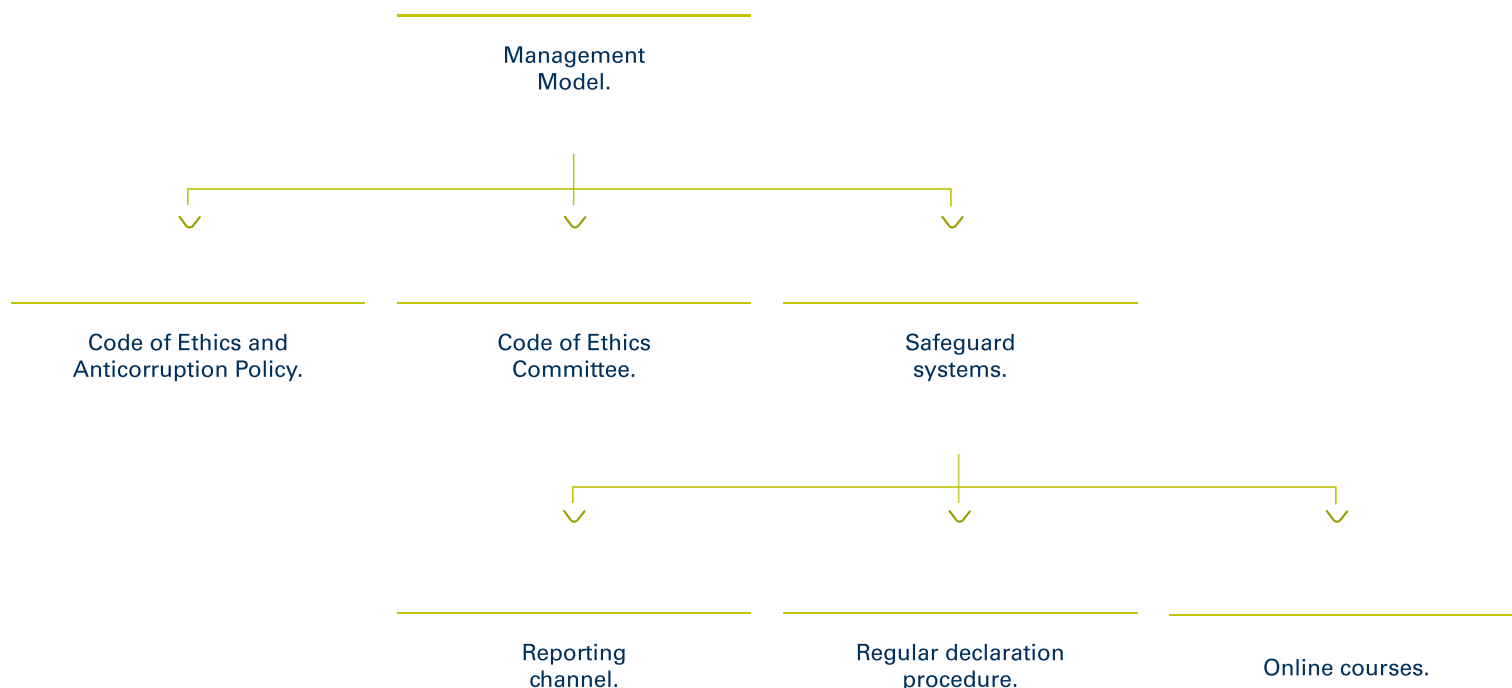 Management
Model.
Code of Ethics and
Anticorruption Policy.
Code of Ethics
Committee.
Safeguard
systems.
Reporting
channel.
Regular declaration
procedure.
Online courses.